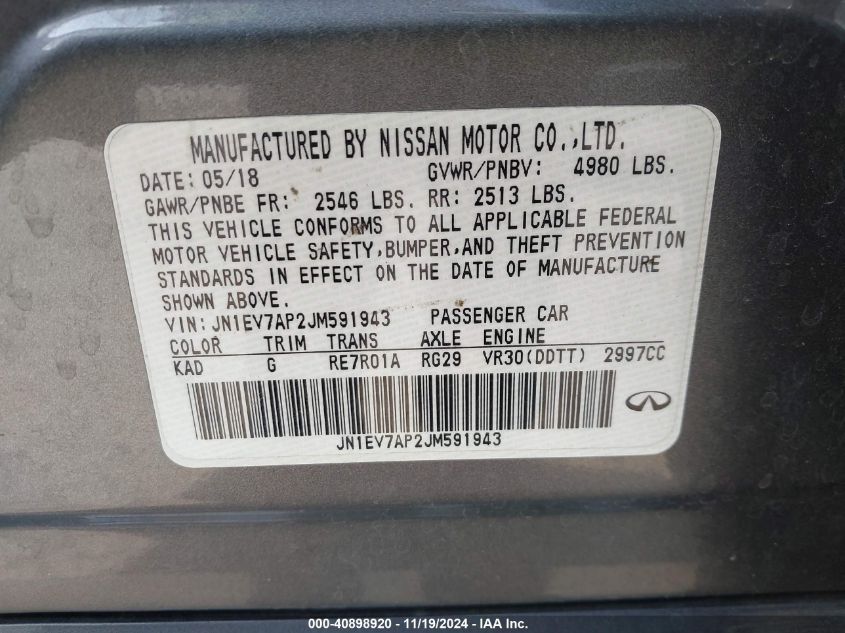 MANUFACTURED BY NISSAN MOTOR CO.,LTD.
DATE: 05/18 GVWR/PNBV: 4980 LBS.
GAWR/PNBE FR: 2546 LBS. RR: 2513 LBS.
THIS VEHICLE CONFORMS TO ALL APPLICABLE FEDERAL
MOTOR VEHICLE SAFETY,BUMPER,AND THEFT PREVENTION
STANDARDS IN EFFECT ON THE DATE OF MANUFACTURE
SHOWN ABOVE.
VIN: JN1EV7AP2JM591943 PASSENGER CAR
COLOR TRIM TRANS AXLE ENGINE
KAD G RE7R01A RG29 VR30(DDTT) 2997CC
JN1EV7AP2JM591943
000-40898920 - 11/19/2024 - IAA Inc.